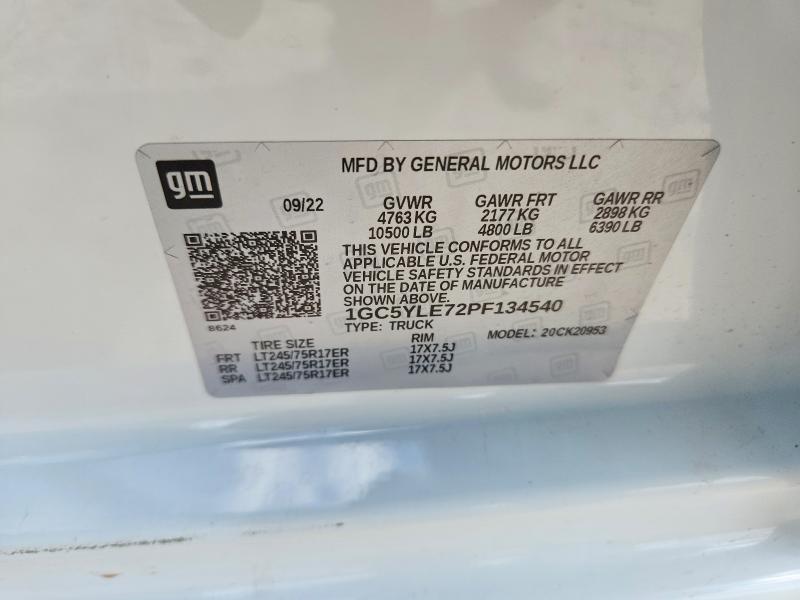 gm
MFD BY GENERAL MOTORS LLC
09/22
GVWR GAWR FRT GAWR RR
4763 KG 2177 KG 2898 KG
10500 LB 4800 LB 6390 LB
THIS VEHICLE CONFORMS TO ALL
APPLICABLE U.S. FEDERAL MOTOR
VEHICLE SAFETY STANDARDS IN EFFECT
ON THE DATE OF MANUFACTURE
SHOWN ABOVE.
1GC5YLE72PF134540
8624
TYPE: TRUCK MODEL: 20CK20953
TIRE SIZE RIM
FRT LT245/75R17ER 17X7.5J
RR LT245/75R17ER 17X7.5J
SPA LT245/75R17ER 17X7.5J